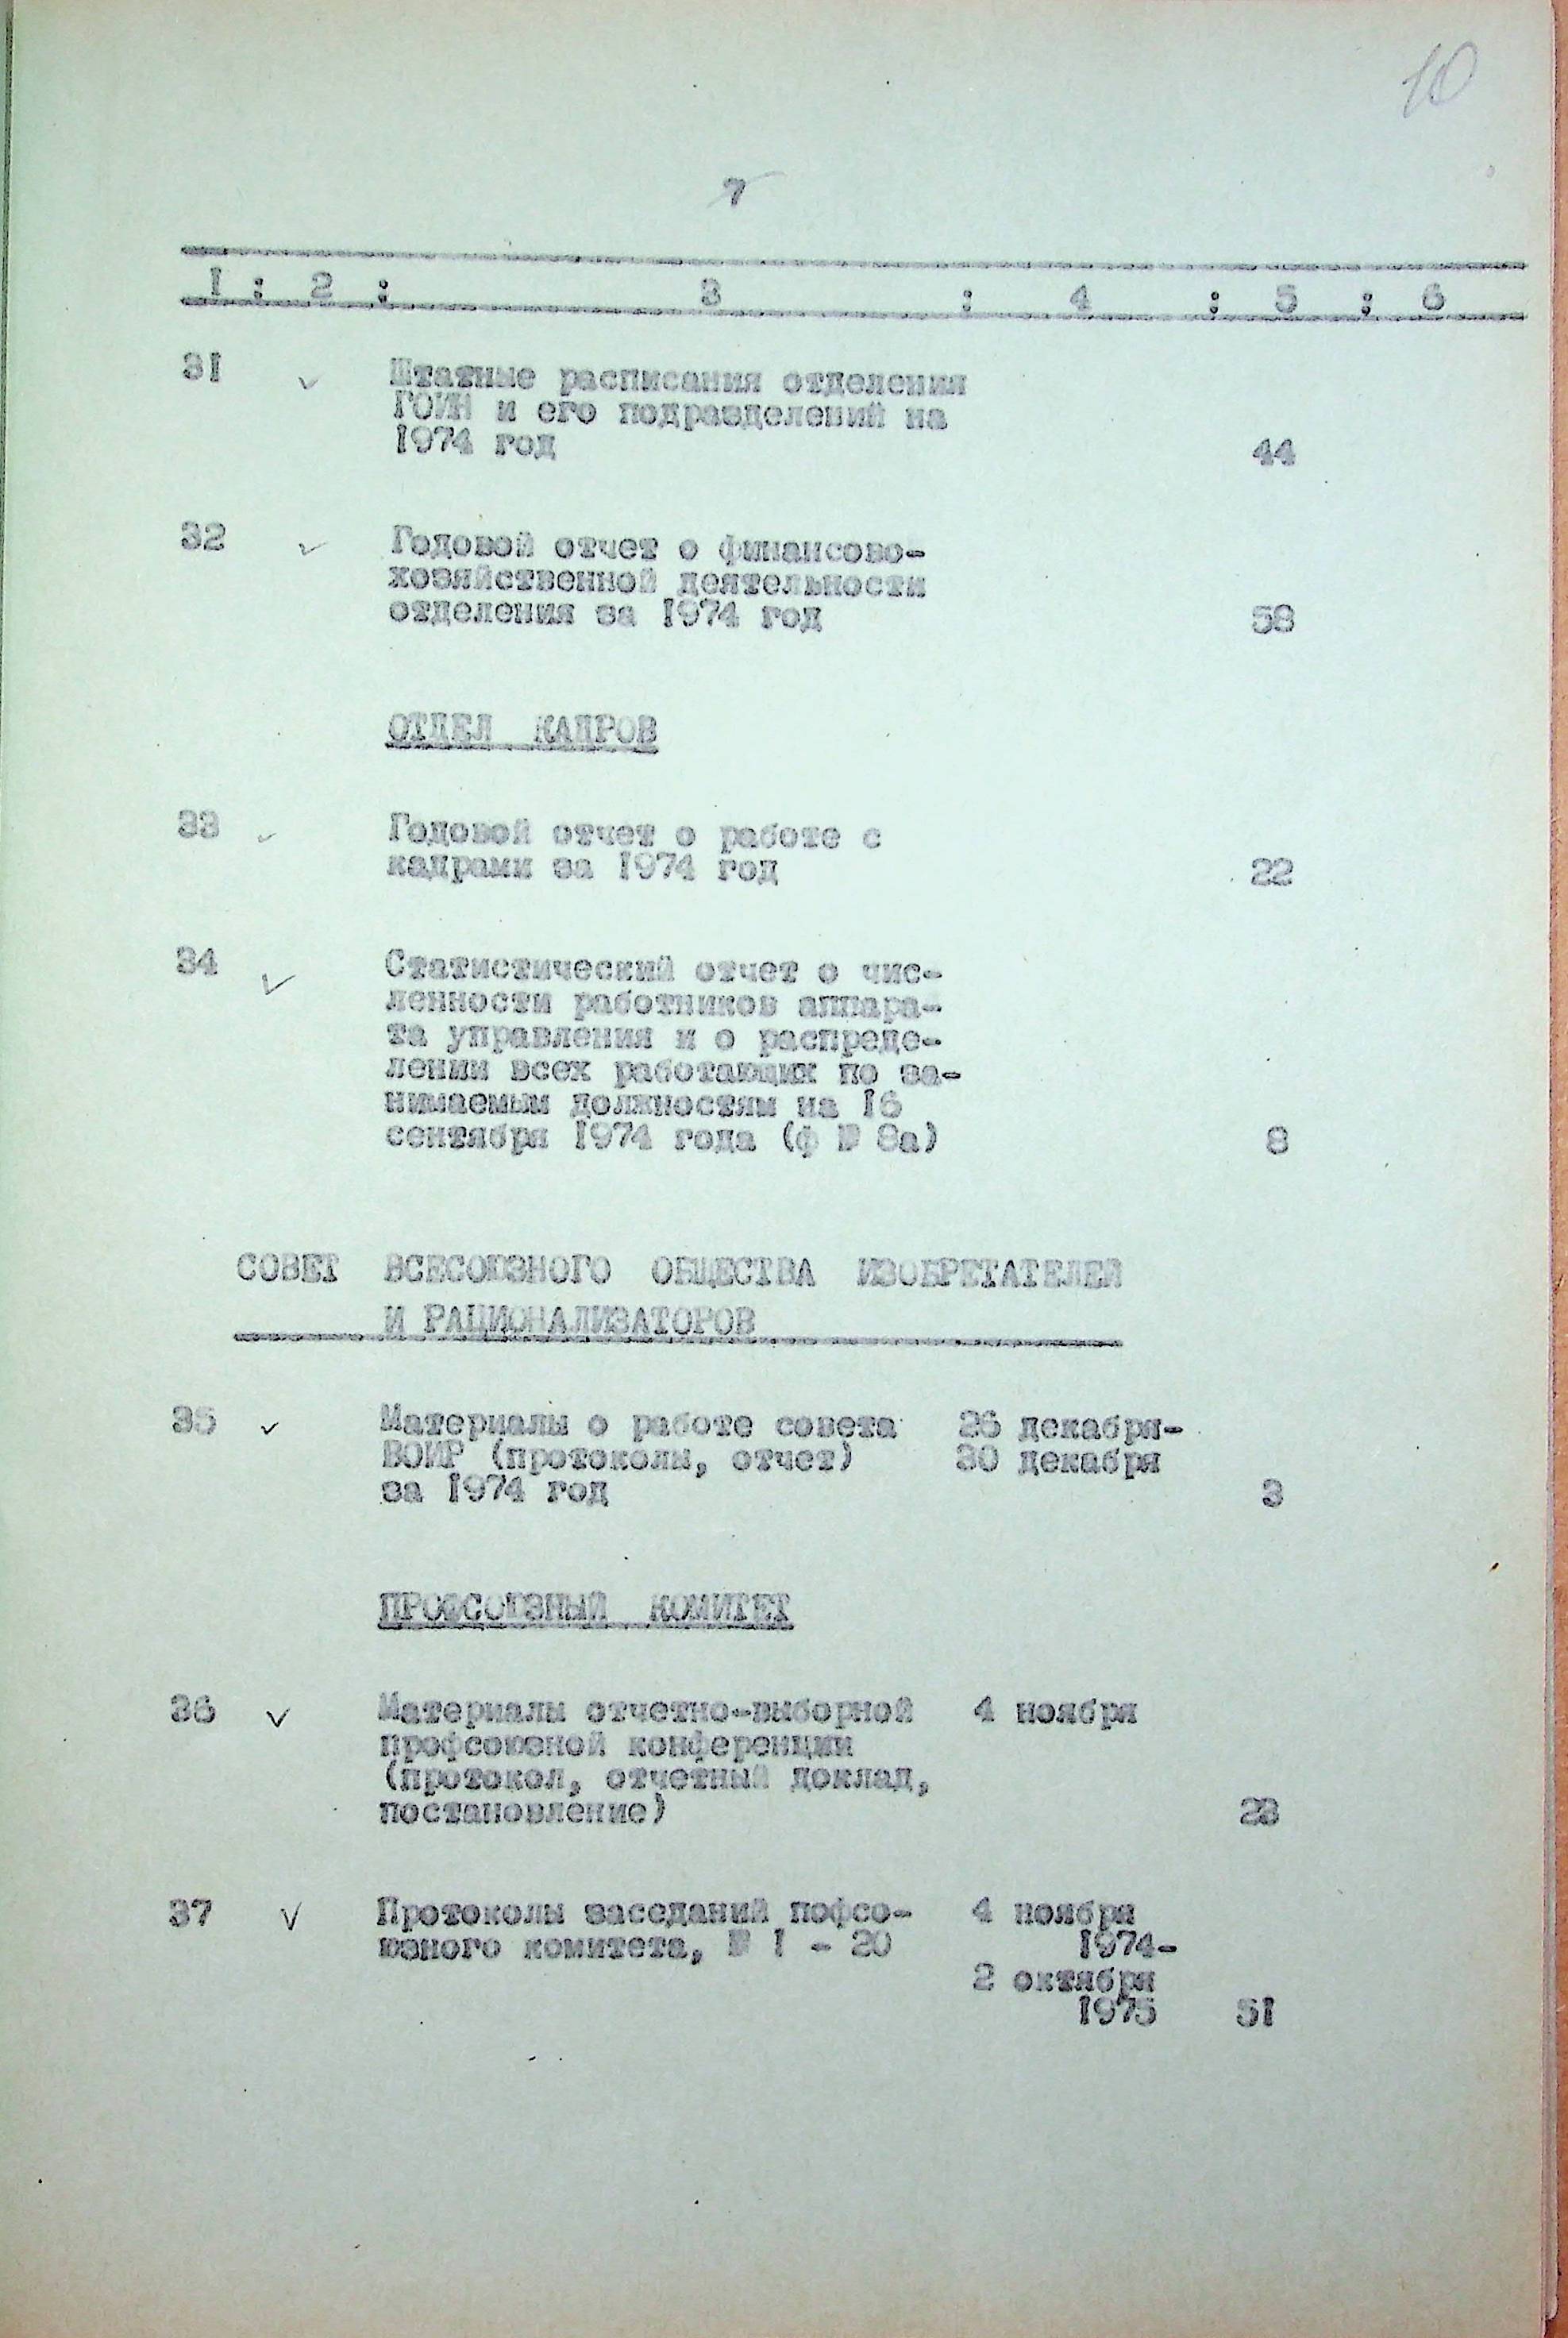 10
7
I : 2 : 3 : 4 : 5 : 6
31 ✓ Штатные расписания отделения
ГОИН и его подразделений на
1974 год 44
32 ✓ Годовой отчет о финансово-
хозяйственной деятельности
отделения за 1974 год 58
ОТДЕЛ КАДРОВ
33 ✓ Годовой отчет о работе с
кадрами за 1974 год 22
34 ✓ Статистический отчет о чис-
ленности работников аппара-
та управления и о распреде-
лении всех работающих по за-
нимаемым должностям на 16
сентября 1974 года (ф № 8а) 8
СОВЕТ ВСЕСОЮЗНОГО ОБЩЕСТВА ИЗОБРЕТАТЕЛЕЙ
И РАЦИОНАЛИЗАТОРОВ
35 ✓ Материалы о работе совета 26 декабря-
ВОИР (протоколы, отчет) 30 декабря
за 1974 год 3
ПРОФСОЮЗНЫЙ КОМИТЕТ
36 ✓ Материалы отчетно-выборной 4 ноября
профсоюзной конференции
(протокол, отчетный доклад,
постановление) 28
37 ✓ Протоколы заседаний пофсо- 4 ноября
юзного комитета, № 1 - 20 1974-
2 октября
1975 51